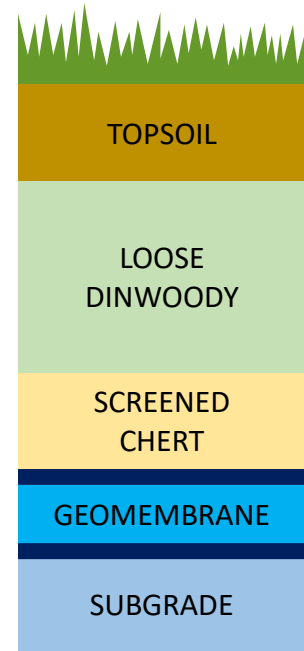 TOPSOIL
LOOSE
DINWOODY
SCREENED
CHERT
GEOMEMBRANE
SUBGRADE